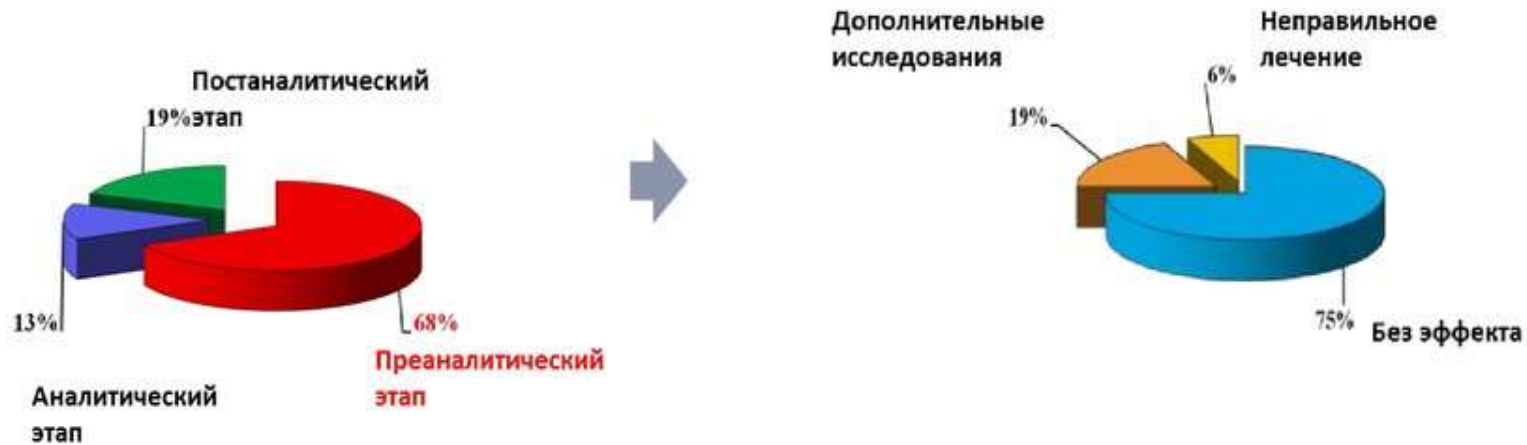 Постаналитический
19%этап
13%
68%
Преаналитический
этап
Аналитический
этап
Дополнительные
исследования
Неправильное
лечение
6%
19%
75%
Без эффекта